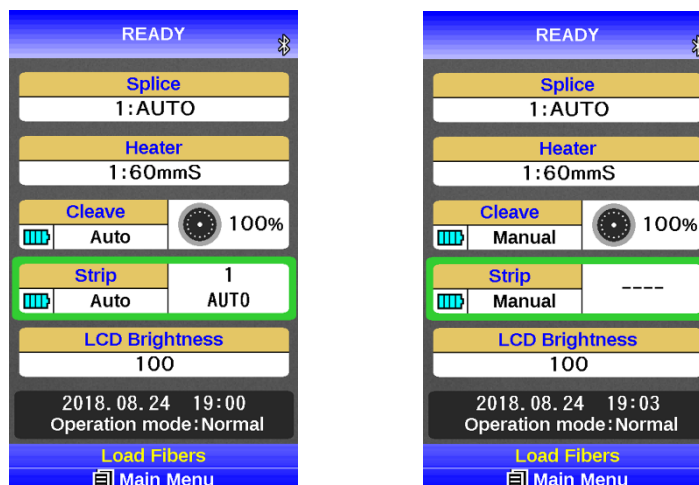 READY
Splice
1:AUTO
Heater
1:60mmS
Cleave
Auto
100%
Strip
Auto
1
AUTO
LCD Brightness
100
2018.08.24 19:00
Operation mode:Normal
Load Fibers
Main Menu
READY
Splice
1:AUTO
Heater
1:60mmS
Cleave
Manual
100%
Strip
Manual
----
LCD Brightness
100
2018.08.24 19:03
Operation mode:Normal
Load Fibers
Main Menu